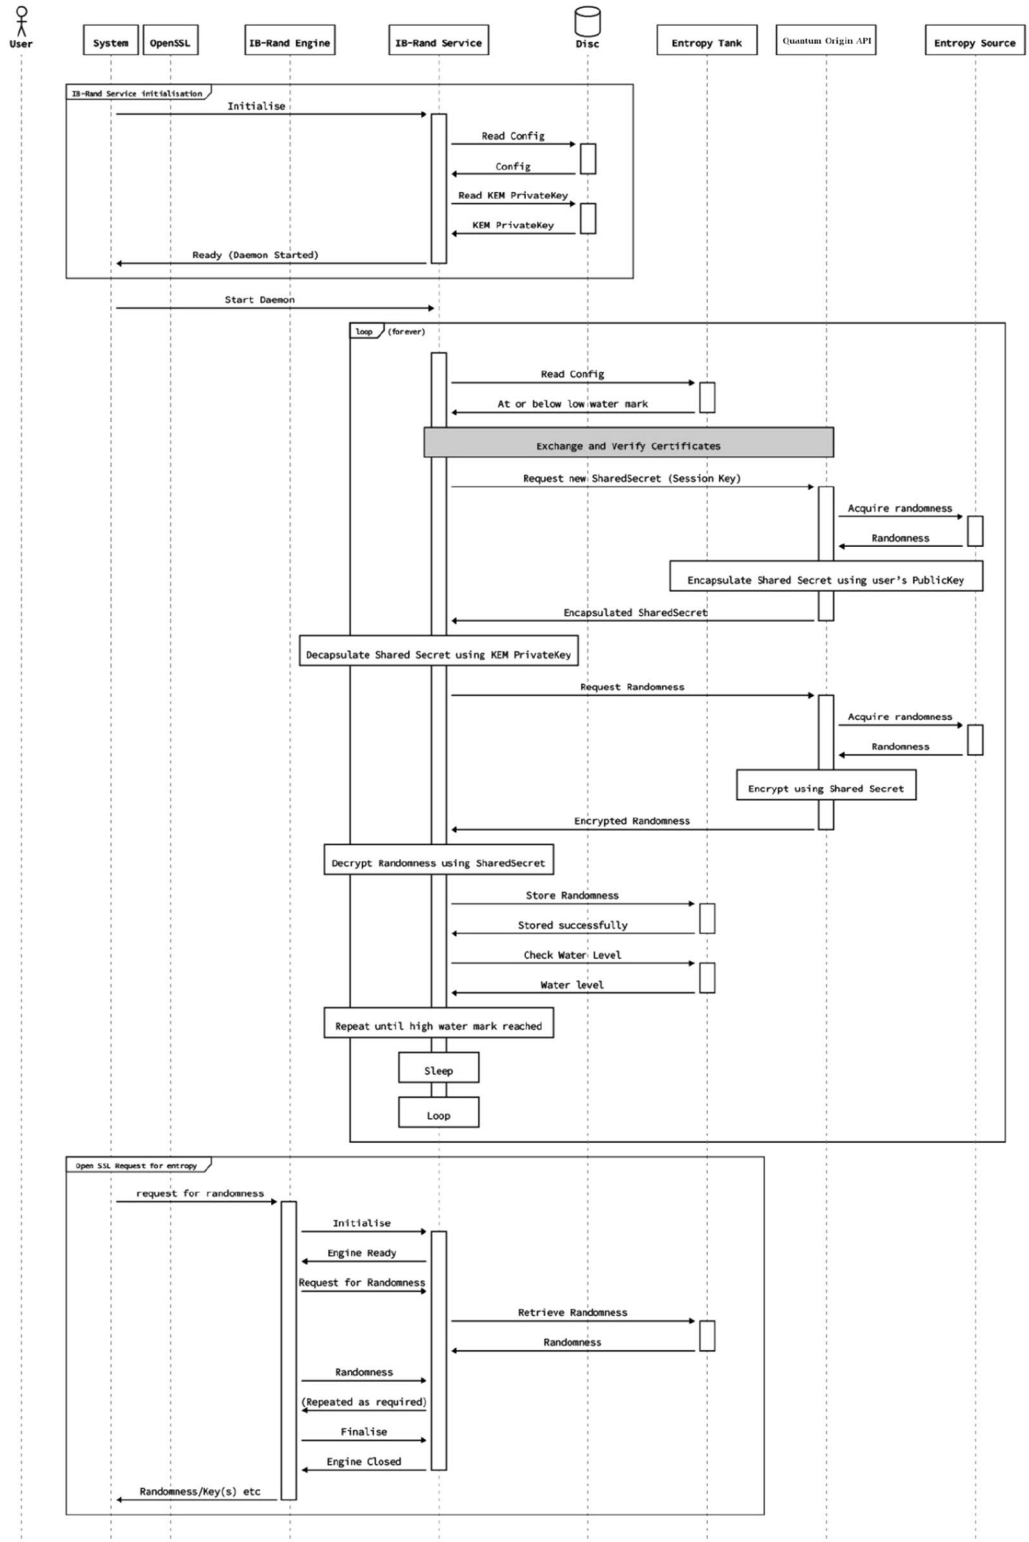 User
System
OpenSSL
IB-Rand Engine
IB-Rand Service
Disc
Entropy Tank
Quantum Origin API
Entropy Source
IB-Rand Service initialisation
Initialise
Read Config
Config
Read KEM PrivateKey
KEM PrivateKey
Ready (Daemon Started)
Start Daemon
loop (forever)
Read Config
At or below low water mark
Exchange and Verify Certificates
Request new SharedSecret (Session Key)
Acquire randomness
Randomness
Encapsulate Shared Secret using user's PublicKey
Encapsulated SharedSecret
Decapsulate Shared Secret using KEM PrivateKey
Request Randomness
Acquire randomness
Randomness
Encrypt using Shared Secret
Encrypted Randomness
Decrypt Randomness using SharedSecret
Store Randomness
Stored successfully
Check Water Level
Water level
Repeat until high water mark reached
Sleep
Loop
Open SSL Request for entropy
request for randomness
Initialise
Engine Ready
Request for Randomness
Retrieve Randomness
Randomness
Randomness
(Repeated as required)
Finalise
Engine Closed
Randomness/Key(s) etc